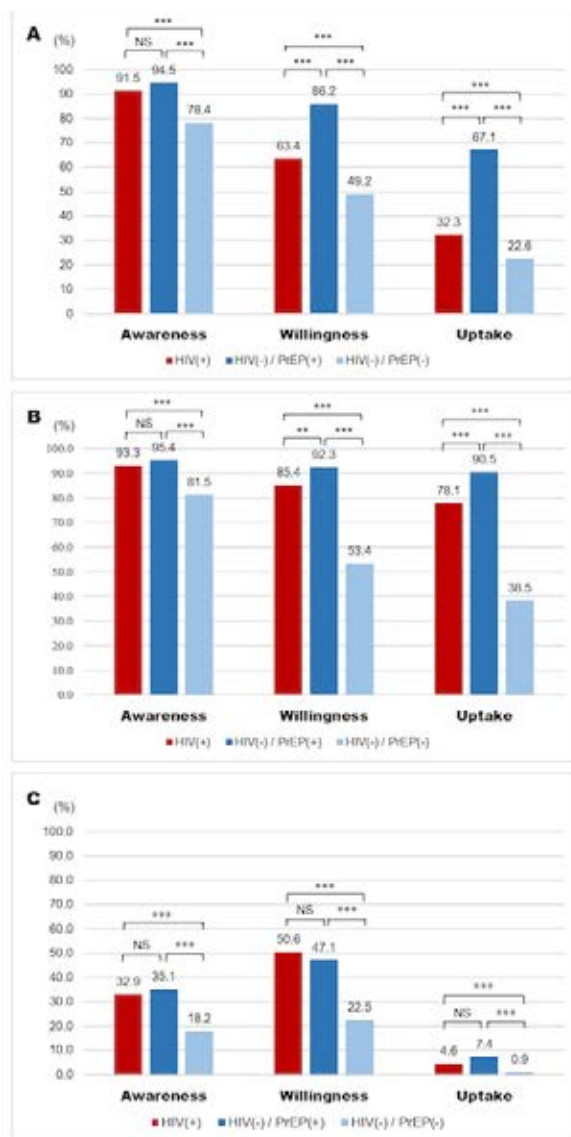 A
(%)
***
NS ***
***
*** ***
***
*** ***
100
90
80
70
60
50
40
30
20
10
0
91.5 94.5 78.4
63.4 86.2 49.2
32.3 67.1 22.6
Awareness Willingness Uptake
HIV(+) HIV(-) / PrEP(+) HIV(-) / PrEP(-)
B
(%)
***
NS ***
***
** ***
***
*** ***
100.0
90.0
80.0
70.0
60.0
50.0
40.0
30.0
20.0
10.0
0.0
93.3 95.4 81.5
85.4 92.3 53.4
78.1 90.5 38.5
Awareness Willingness Uptake
HIV(+) HIV(-) / PrEP(+) HIV(-) / PrEP(-)
C
(%)
100.0
90.0
80.0
70.0
60.0
50.0
40.0
30.0
20.0
10.0
0.0
***
NS ***
***
NS ***
***
NS ***
32.9 35.1 18.2
50.6 47.1 22.5
4.6 7.4 0.9
Awareness Willingness Uptake
HIV(+) HIV(-) / PrEP(+) HIV(-) / PrEP(-)